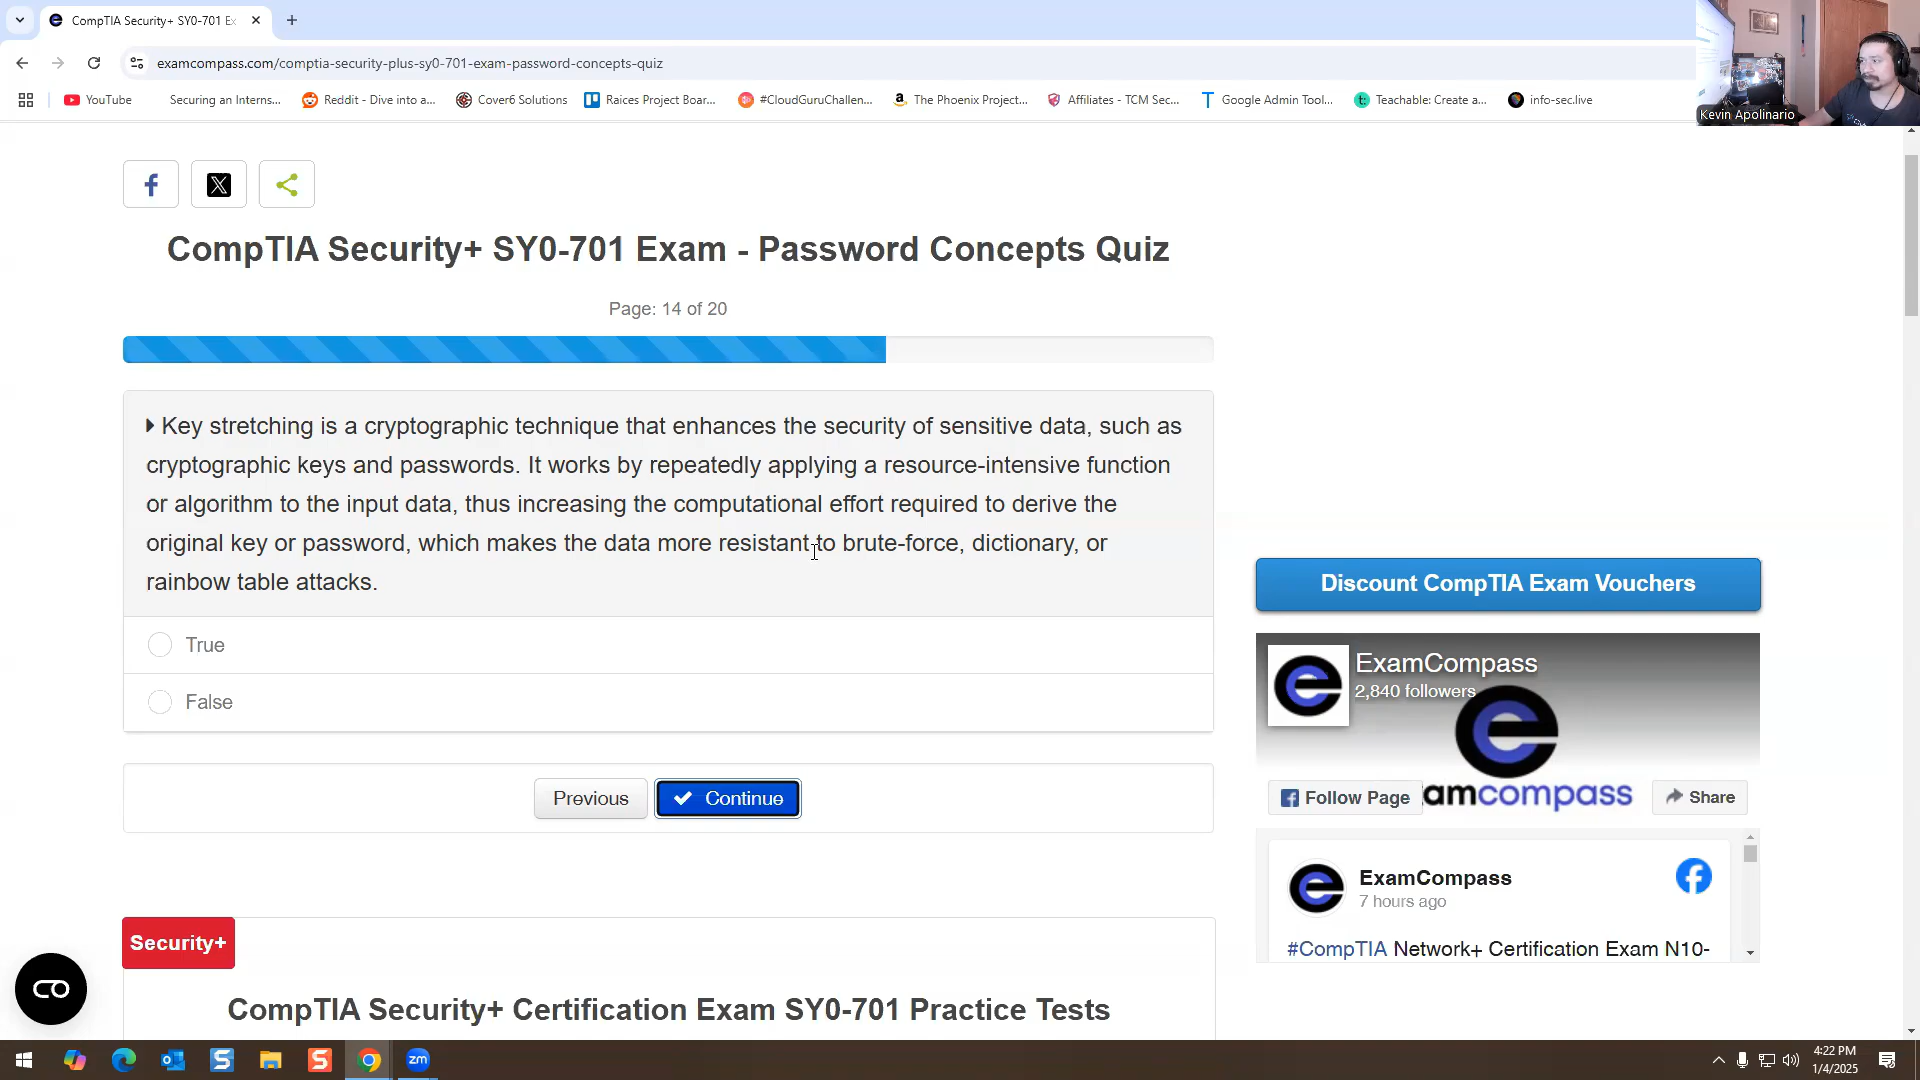 CompTIA Security+ SY0-701 Ex
examcompass.com/comptia-security-plus-sy0-701-exam-password-concepts-quiz
YouTube
Securing an Interns...
Reddit - Dive into a...
Cover6 Solutions
Raices Project Boar...
#CloudGuruChallen...
The Phoenix Project...
Affiliates - TCM Sec...
Google Admin Tool...
Teachable: Create a...
info-sec.live
Kevin Apolinario
CompTIA Security+ SY0-701 Exam - Password Concepts Quiz
Page: 14 of 20
Key stretching is a cryptographic technique that enhances the security of sensitive data, such as
cryptographic keys and passwords. It works by repeatedly applying a resource-intensive function
or algorithm to the input data, thus increasing the computational effort required to derive the
original key or password, which makes the data more resistant to brute-force, dictionary, or
rainbow table attacks.
True
False
Previous
Continue
Discount CompTIA Exam Vouchers
ExamCompass
2,840 followers
Follow Page
amcompass
Share
ExamCompass
7 hours ago
#CompTIA Network+ Certification Exam N10-
Security+
CompTIA Security+ Certification Exam SY0-701 Practice Tests
zm
4:22 PM
1/4/2025